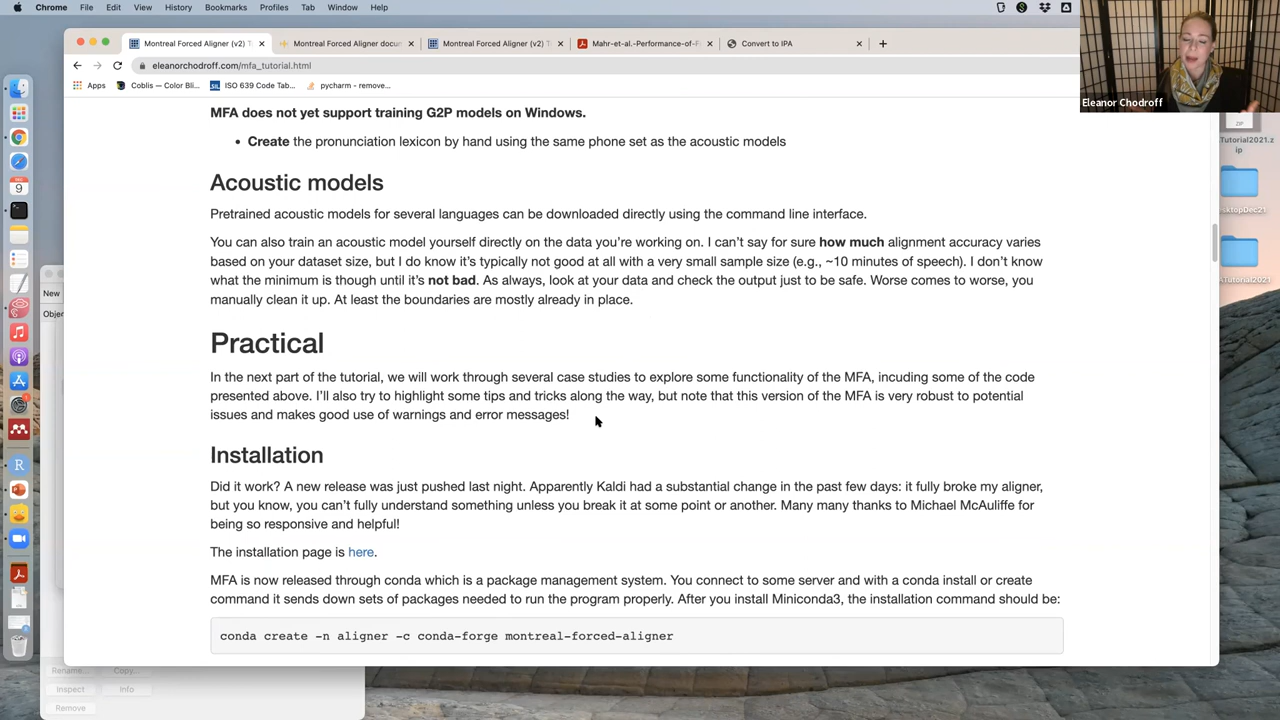 Chrome File Edit View History Bookmarks Profiles Tab Window Help
Montreal Forced Aligner (v2) T
Montreal Forced Aligner docum
Montreal Forced Aligner (v2) T
Mahr-et-al.-Performance-of-F
Convert to IPA
eleanorchodroff.com/mfa_tutorial.html
Apps Coblis — Color Bli... ISO 639 Code Tab... pycharm - remove...
Eleanor Chodroff
MFA does not yet support training G2P models on Windows.
• Create the pronunciation lexicon by hand using the same phone set as the acoustic models
Acoustic models
Pretrained acoustic models for several languages can be downloaded directly using the command line interface.
You can also train an acoustic model yourself directly on the data you're working on. I can't say for sure how much alignment accuracy varies
based on your dataset size, but I do know it's typically not good at all with a very small sample size (e.g., ~10 minutes of speech). I don't know
what the minimum is though until it's not bad. As always, look at your data and check the output just to be safe. Worse comes to worse, you
manually clean it up. At least the boundaries are mostly already in place.
Practical
In the next part of the tutorial, we will work through several case studies to explore some functionality of the MFA, incuding some of the code
presented above. I'll also try to highlight some tips and tricks along the way, but note that this version of the MFA is very robust to potential
issues and makes good use of warnings and error messages!
Installation
Did it work? A new release was just pushed last night. Apparently Kaldi had a substantial change in the past few days: it fully broke my aligner,
but you know, you can't fully understand something unless you break it at some point or another. Many many thanks to Michael McAuliffe for
being so responsive and helpful!
The installation page is here.
MFA is now released through conda which is a package management system. You connect to some server and with a conda install or create
command it sends down sets of packages needed to run the program properly. After you install Miniconda3, the installation command should be:
conda create -n aligner -c conda-forge montreal-forced-aligner
ZIP
Tutorial2021.z
ip
sktopDec21
Tutorial2021
9
New
Objec
Rename... Copy...
Inspect Info
Remove